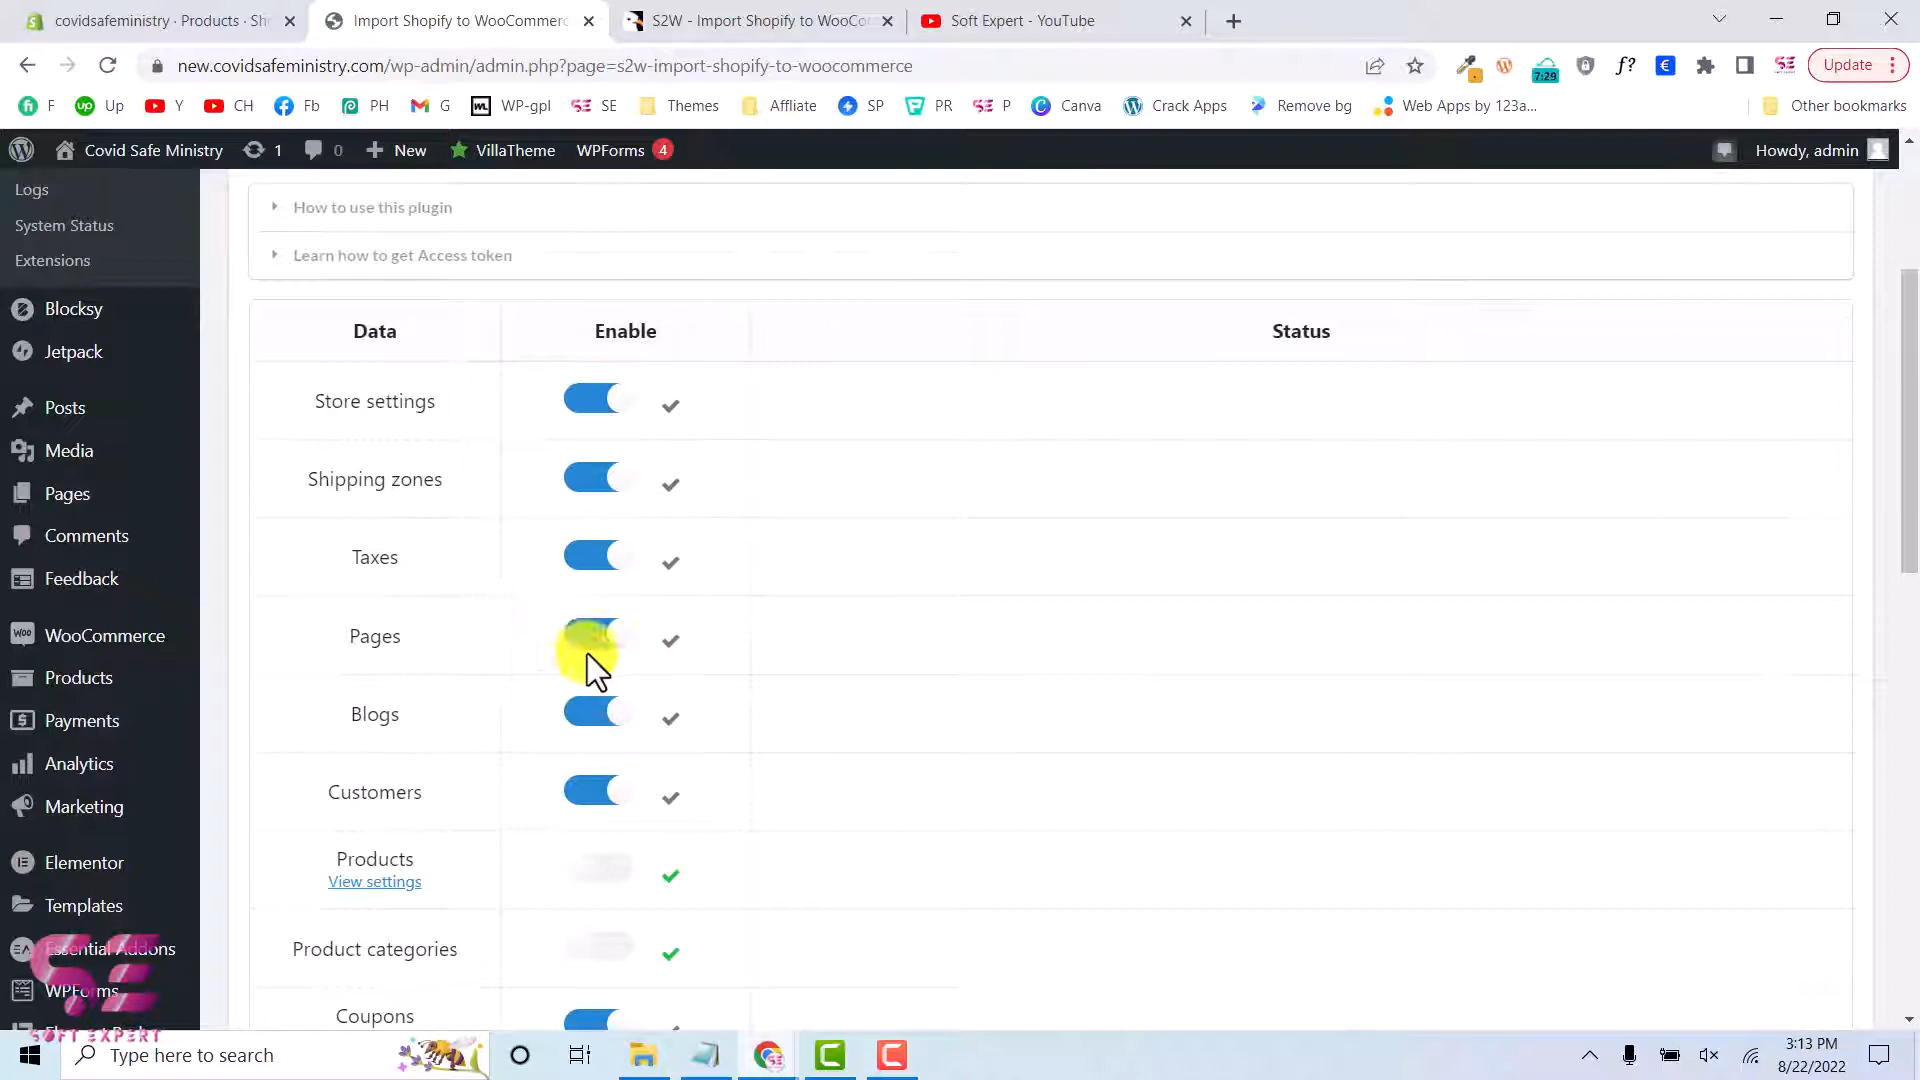 covidsafeministry · Products · Sh
Import Shopify to WooCommerc
S2W - Import Shopify to WooCo
Soft Expert - YouTube
new.covidsafeministry.com/wp-admin/admin.php?page=s2w-import-shopify-to-woocommerce
7:29
f?
Update
F
Up
Y
CH
Fb
PH
G
WP-gpl
SE
Themes
Affliate
SP
PR
P
Canva
Crack Apps
Remove bg
Web Apps by 123a...
Other bookmarks
Covid Safe Ministry
1
0
New
VillaTheme
WPForms 4
Howdy, admin
Logs
System Status
Extensions
Blocksy
Jetpack
Posts
Media
Pages
Comments
Feedback
WooCommerce
Products
Payments
Analytics
Marketing
Elementor
Templates
Essential Addons
WPForms
SOFT EXPERT
How to use this plugin
Learn how to get Access token
Data
Enable
Status
Store settings
Shipping zones
Taxes
Pages
Blogs
Customers
Products
View settings
Product categories
Coupons
Type here to search
3:13 PM
8/22/2022